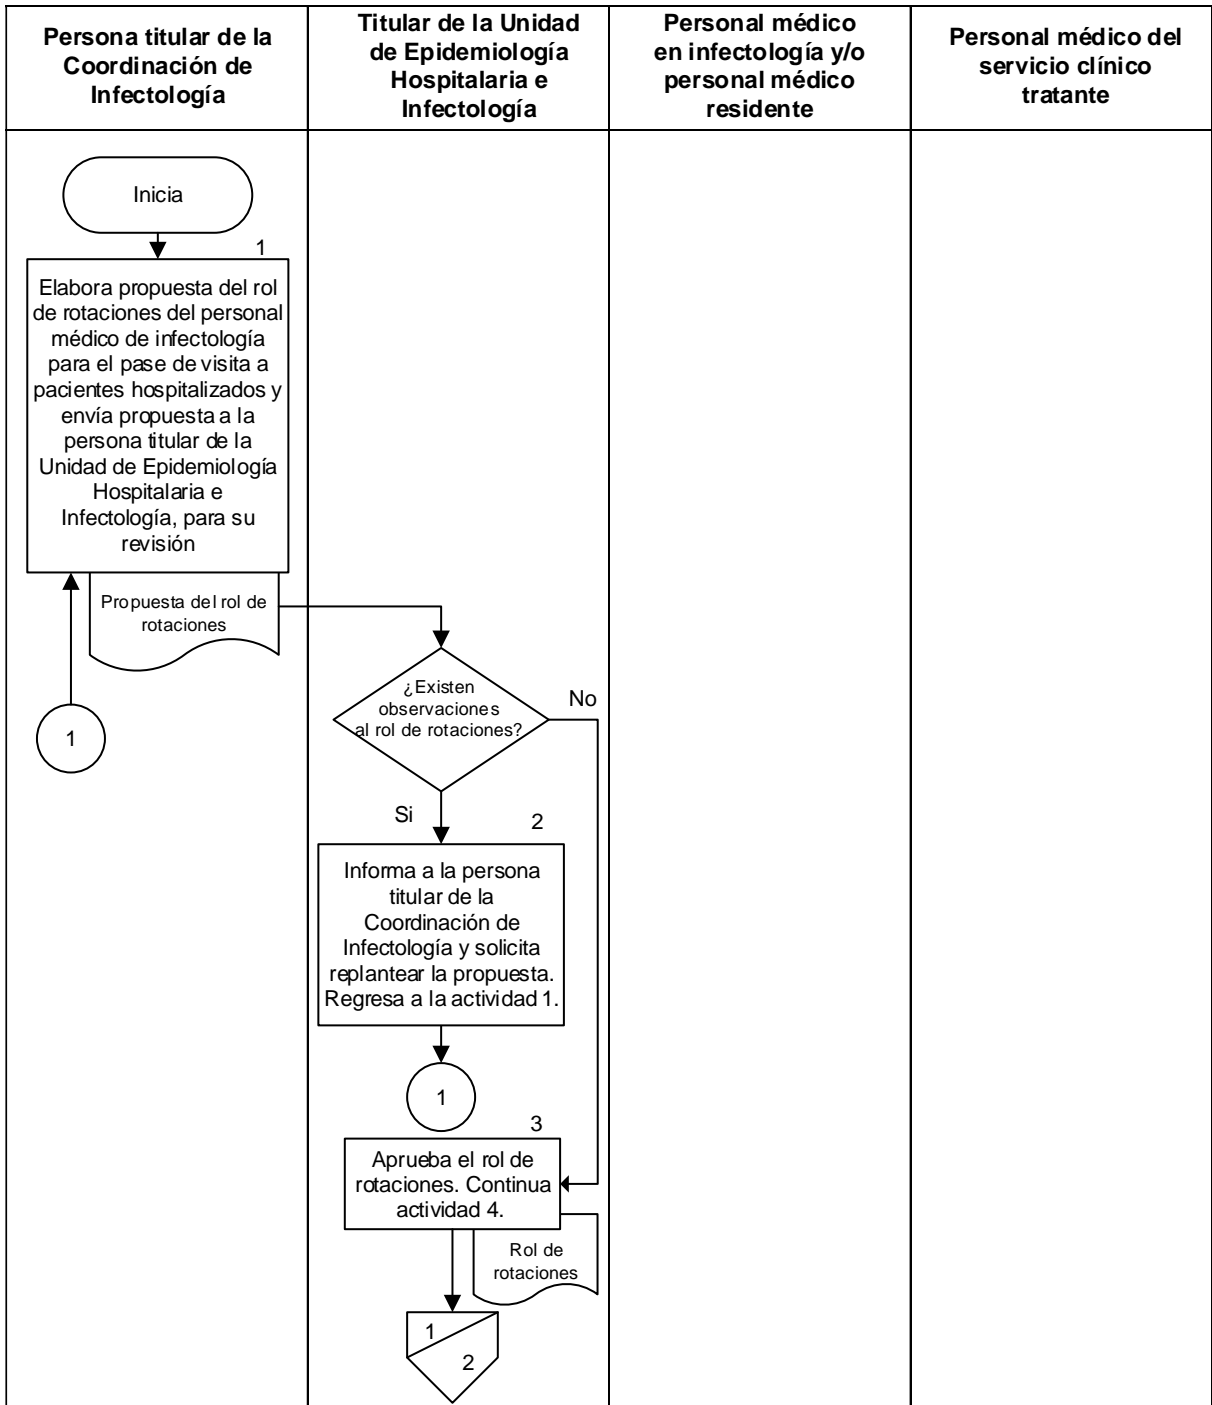 Persona titular de la
Coordinación de
Infectología
Titular de la Unidad
de Epidemiología
Hospitalaria e
Infectología
Personal médico
en infectología y/o
personal médico
residente
Personal médico del
servicio clínico
tratante
Inicia
1
Elabora propuesta del rol
de rotaciones del personal
médico de infectología
para el pase de visita a
pacientes hospitalizados y
envía propuesta a la
persona titular de la
Unidad de Epidemiología
Hospitalaria e
Infectología, para su
revisión
Propuesta del rol de
rotaciones
1
¿Existen
observaciones
al rol de rotaciones?
No
Si
2
Informa a la persona
titular de la
Coordinación de
Infectología y solicita
replantear la propuesta.
Regresa a la actividad 1.
1
3
Aprueba el rol de
rotaciones. Continua
actividad 4.
Rol de
rotaciones
1
2